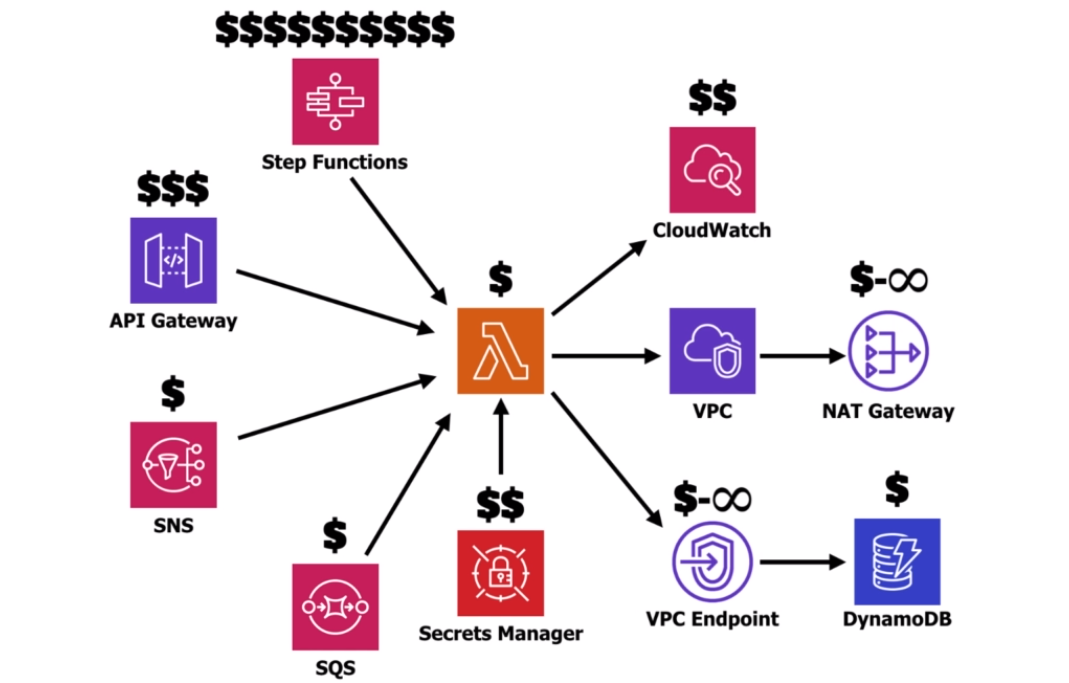 $$$$$$$$$$
Step Functions
$$
CloudWatch
$$$
</>
API Gateway
$
$-∞
VPC
NAT Gateway
$
SNS
$
SQS
$$
Secrets Manager
$-∞
VPC Endpoint
$
DynamoDB